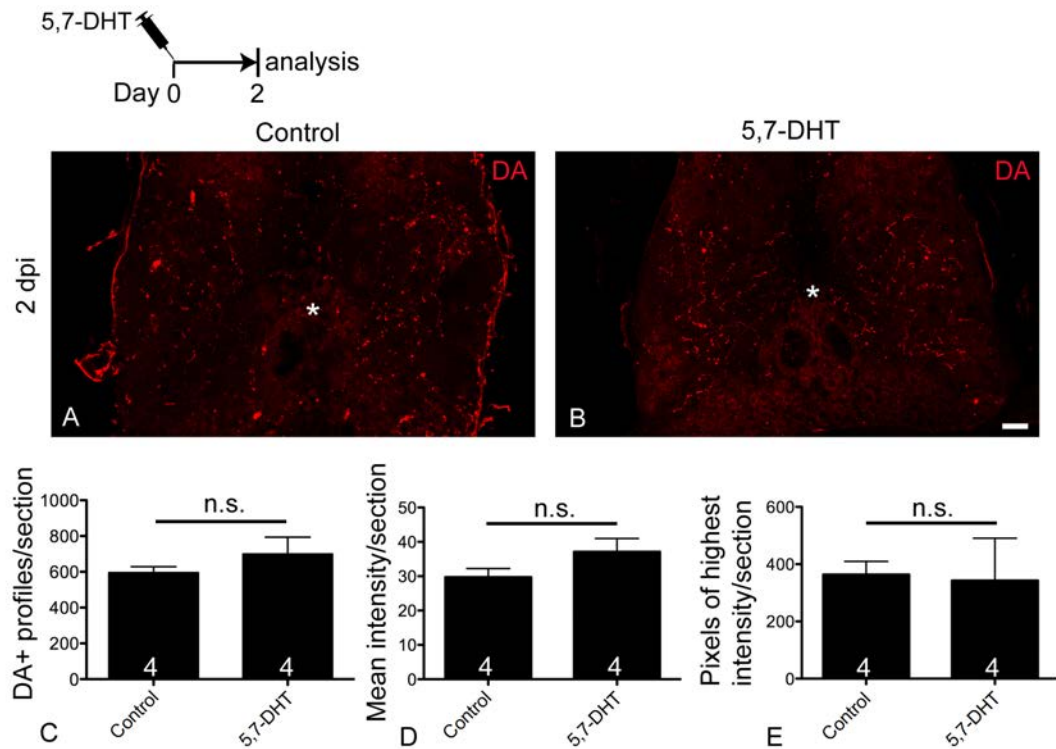 5,7-DHT
analysis
Day 0 2
Control 5,7-DHT
2 dpi
DA DA
* *
A B
DA+ profiles/section
1000
800
600
400
200
0
n.s.
4 4
Control 5,7-DHT
C
Mean intensity/section
50
40
30
20
10
0
n.s.
4 4
Control 5,7-DHT
D
Pixels of highest
intensity/section
600
400
200
0
n.s.
4 4
Control 5,7-DHT
E